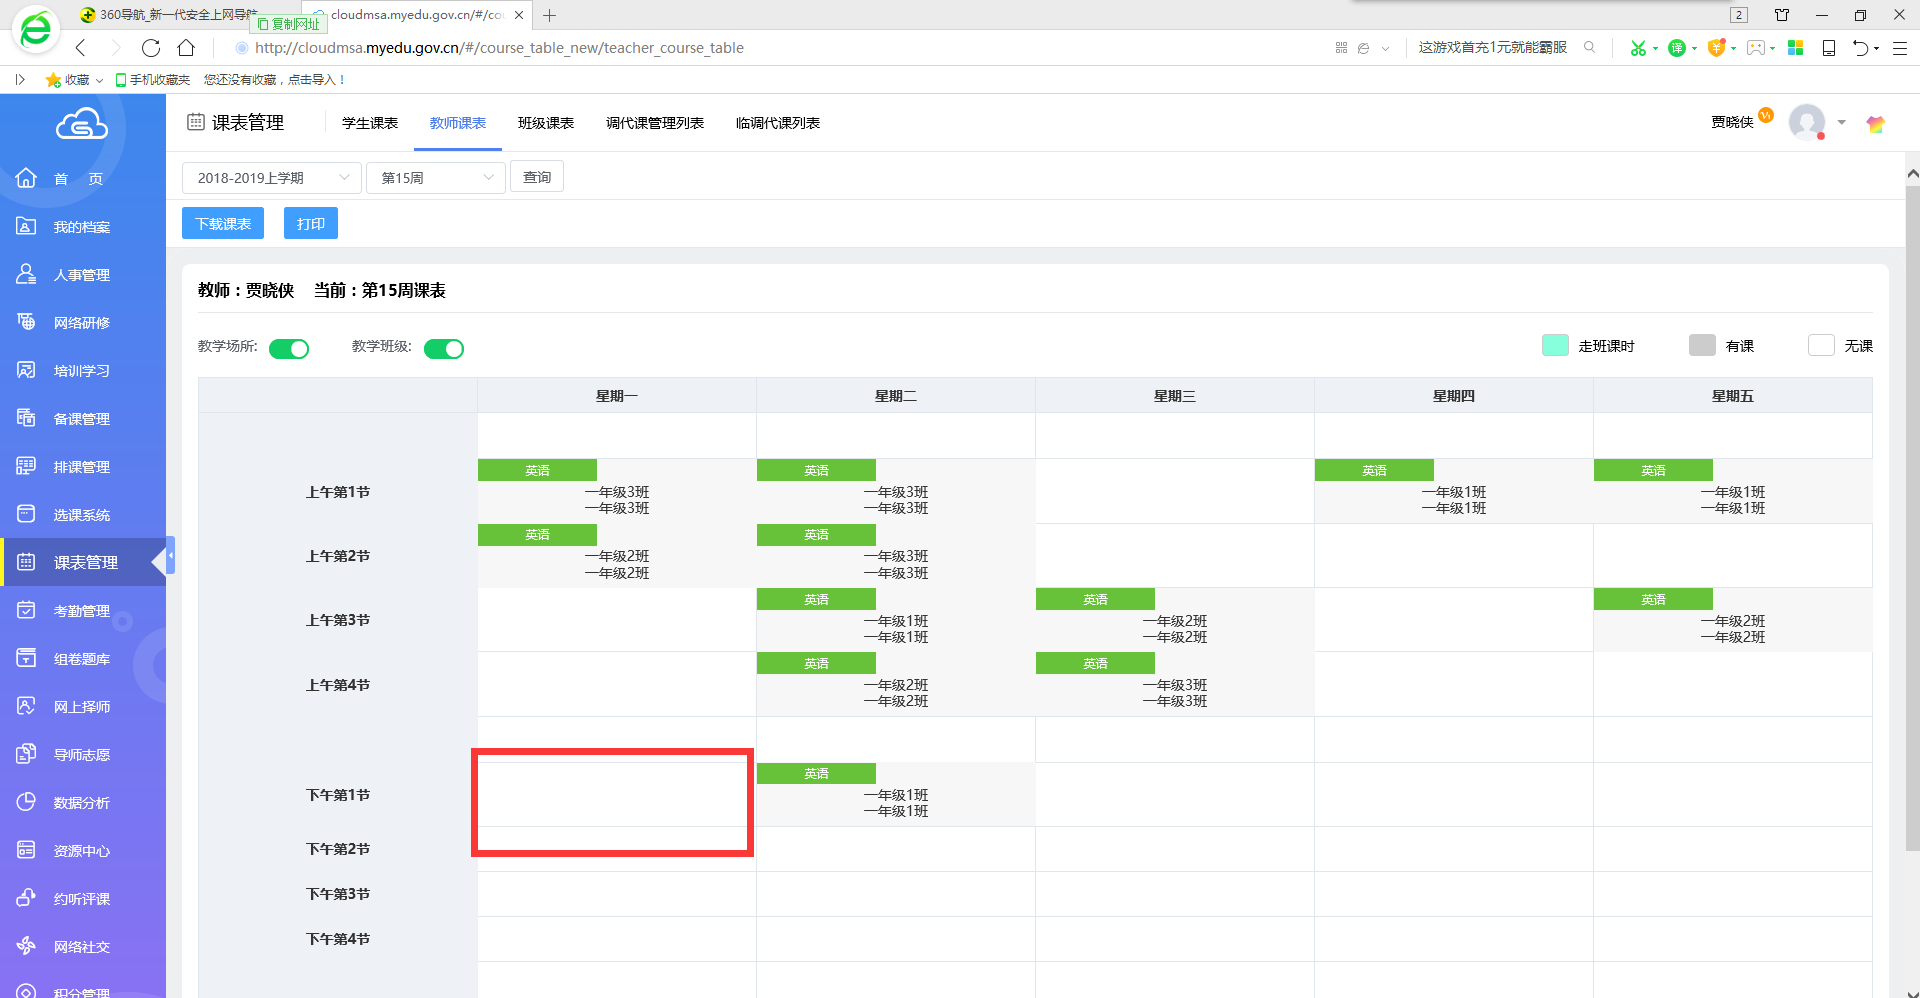 360导航_新一代安全上网导航
cloudmsa.myedu.gov.cn/#/cou
2
复制网址
http://cloudmsa.myedu.gov.cn/#/course_table_new/teacher_course_table
这游戏首充1元就能霸服
译
收藏
手机收藏夹
您还没有收藏，点击导入！
首 页
我的档案
人事管理
网络研修
培训学习
备课管理
排课管理
选课系统
课表管理
考勤管理
组卷题库
网上择师
导师志愿
数据分析
资源中心
约听评课
网络社交
积分管理
课表管理
学生课表
教师课表
班级课表
调代课管理列表
临调代课列表
贾晓侠
V1
2018-2019上学期
第15周
查询
下载课表
打印
教师：贾晓侠 当前：第15周课表
教学场所:
教学班级:
走班课时
有课
无课
星期一 星期二 星期三 星期四 星期五
上午第1节
英语
一年级3班
一年级3班
英语
一年级3班
一年级3班
英语
一年级1班
一年级1班
英语
一年级1班
一年级1班
上午第2节
英语
一年级2班
一年级2班
英语
一年级3班
一年级3班
上午第3节
英语
一年级1班
一年级1班
英语
一年级2班
一年级2班
英语
一年级2班
一年级2班
上午第4节
英语
一年级2班
一年级2班
英语
一年级3班
一年级3班
下午第1节
英语
一年级1班
一年级1班
下午第2节
下午第3节
下午第4节